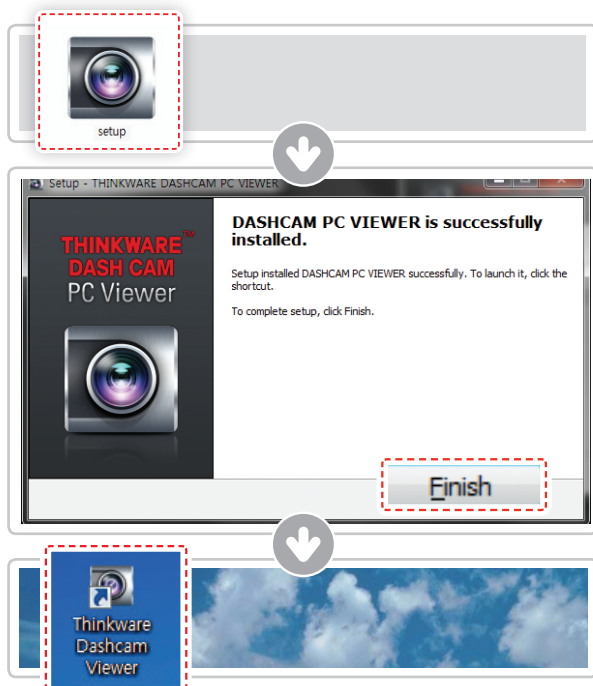 setup
Setup - THINKWARE DASHCAM PC VIEWER
THINKWARE™
DASH CAM
PC Viewer
DASHCAM PC VIEWER is successfully
installed.
Setup installed DASHCAM PC VIEWER successfully. To launch it, click the
shortcut.
To complete setup, click Finish.
Finish
Thinkware
Dashcam
Viewer